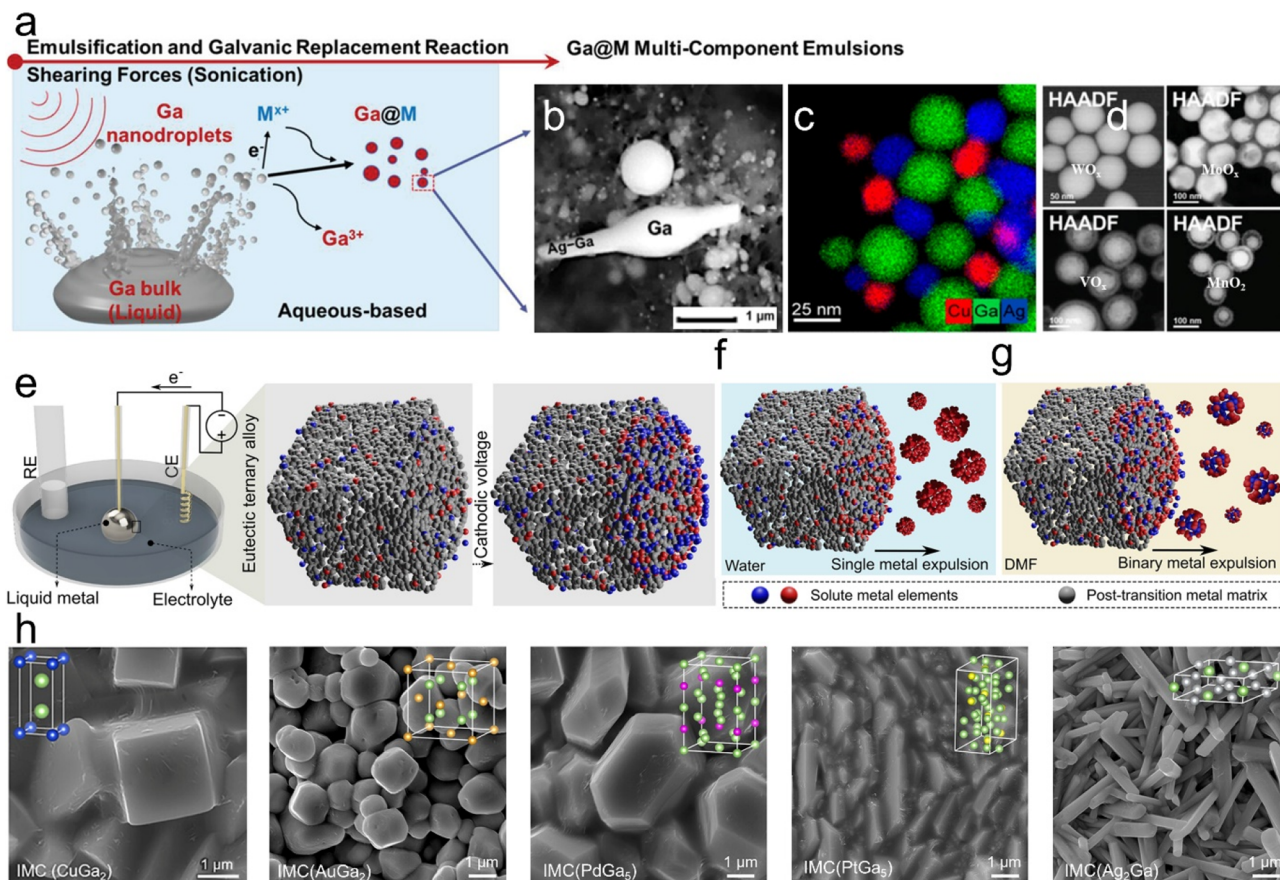 a
Emulsification and Galvanic Replacement Reaction
Ga@M Multi-Component Emulsions
Shearing Forces (Sonication)
Ga
nanodroplets
Mx+
Ga@M
e-
Ga3+
Ga bulk
(Liquid)
Aqueous-based
b
Ga
Ag-Ga
1 μm
c
25 nm
Cu Ga Ag
d
HAADF
WOx
50 nm
HAADF
MoOx
100 nm
HAADF
VOx
100 nm
HAADF
MnO2
100 nm
e
e-
-
+
RE
CE
Liquid metal
Electrolyte
Eutectic ternary alloy
Cathodic voltage
f
Water
Single metal expulsion
g
DMF
Binary metal expulsion
Solute metal elements
Post-transition metal matrix
h
IMC (CuGa2)
1 μm
IMC(AuGa2)
1 μm
IMC(PdGa5)
1 μm
IMC(PtGa5)
1 μm
IMC(Ag2Ga)
1 μm